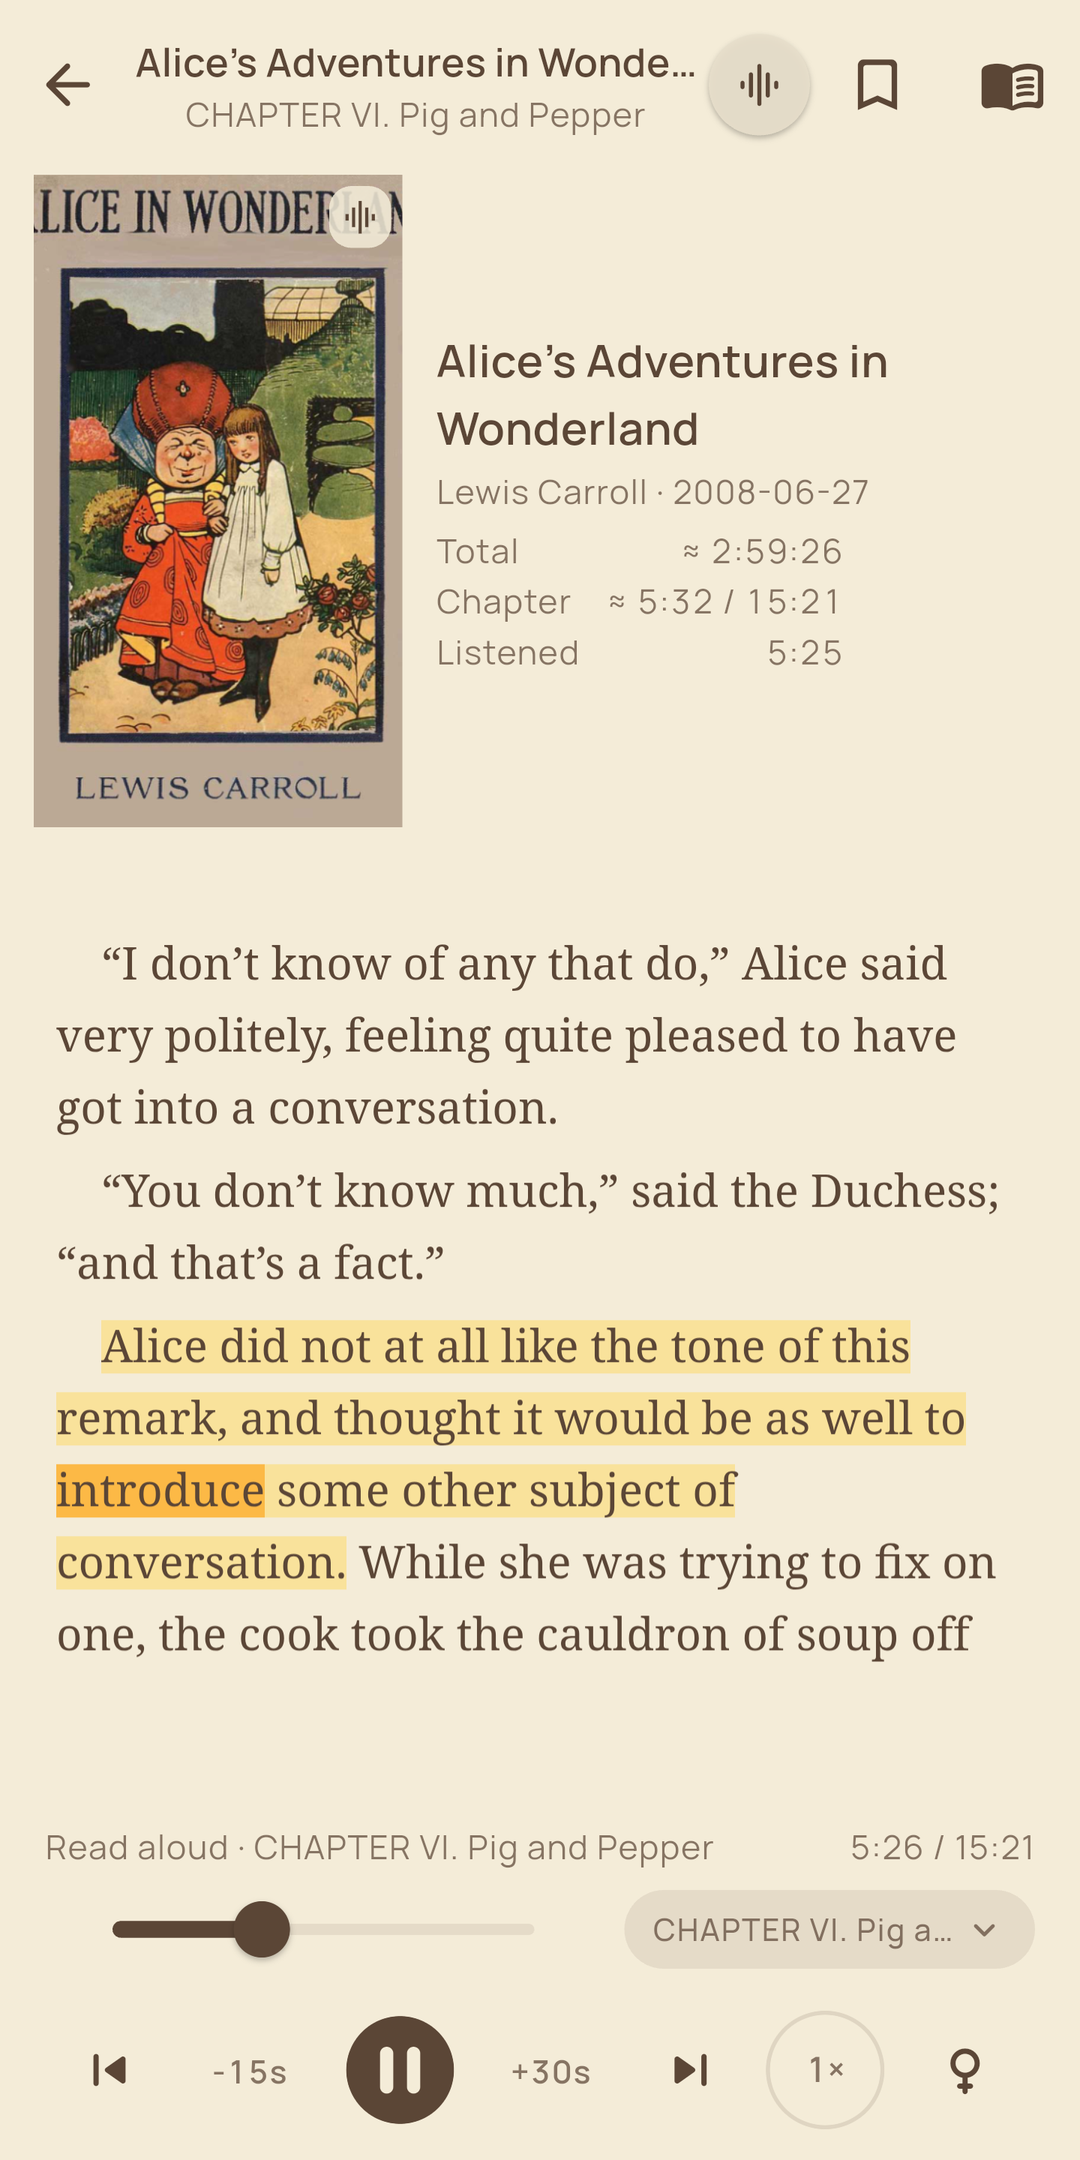 Alice’s Adventures in Wonde...
CHAPTER VI. Pig and Pepper
LICE IN WONDER
LEWIS CARROLL
Alice’s Adventures in
Wonderland
Lewis Carroll · 2008-06-27
Total ≈ 2:59:26
Chapter ≈ 5:32 / 15:21
Listened 5:25
“I don’t know of any that do,” Alice said
very politely, feeling quite pleased to have
got into a conversation.
“You don’t know much,” said the Duchess;
“and that’s a fact.”
Alice did not at all like the tone of this
remark, and thought it would be as well to
introduce some other subject of
conversation. While she was trying to fix on
one, the cook took the cauldron of soup off
Read aloud · CHAPTER VI. Pig and Pepper 5:26 / 15:21
CHAPTER VI. Pig a...
-15s +30s 1×